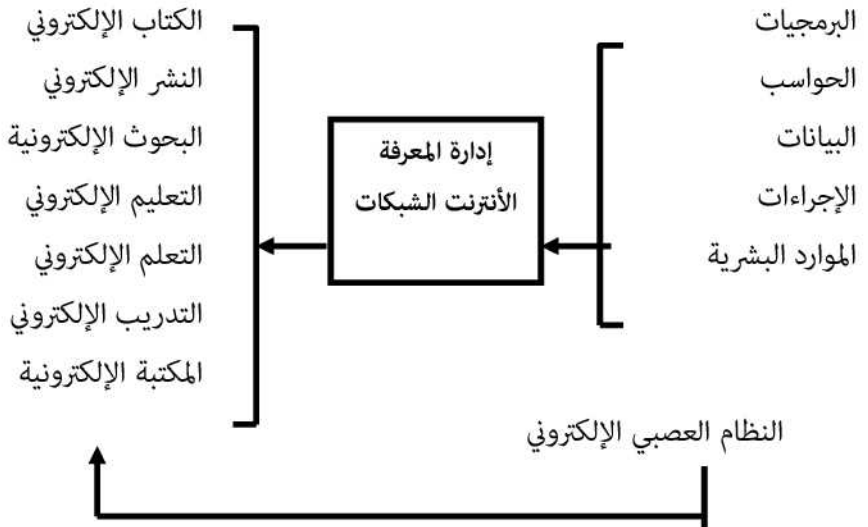 البرمجيات
الحواسب
البيانات
الإجراءات
الموارد البشرية
إدارة المعرفة
الأنترنت الشبكات
الكتاب الإلكتروني
النشر الإلكتروني
البحوث الإلكترونية
التعليم الإلكتروني
التعلم الإلكتروني
التدريب الإلكتروني
المكتبة الإلكترونية
النظام العصبي الإلكتروني